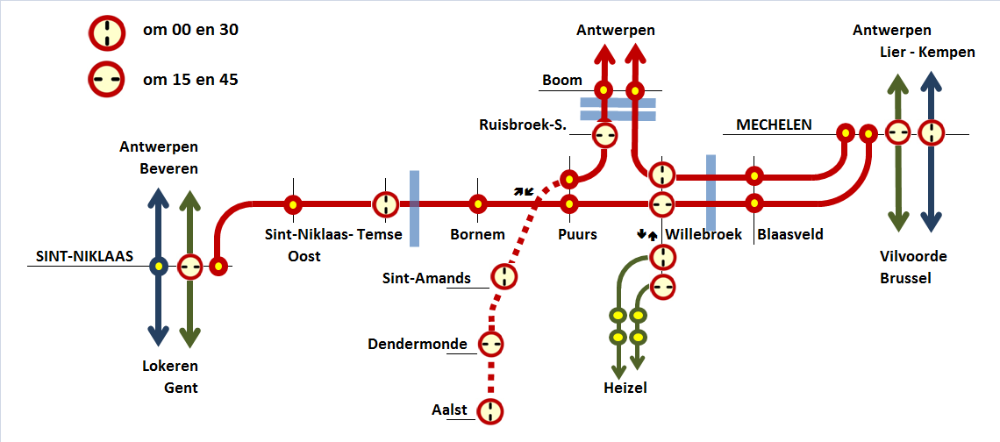 om 00 en 30
om 15 en 45
Antwerpen
Antwerpen
Lier - Kempen
Boom
Ruisbroek-S.
MECHELEN
Antwerpen
Beveren
Sint-Niklaas-
Oost
Temse
Bornem
Puurs
Willebroek
Blaasveld
SINT-NIKLAAS
Sint-Amands
Vilvoorde
Brussel
Dendermonde
Lokeren
Gent
Heizel
Aalst